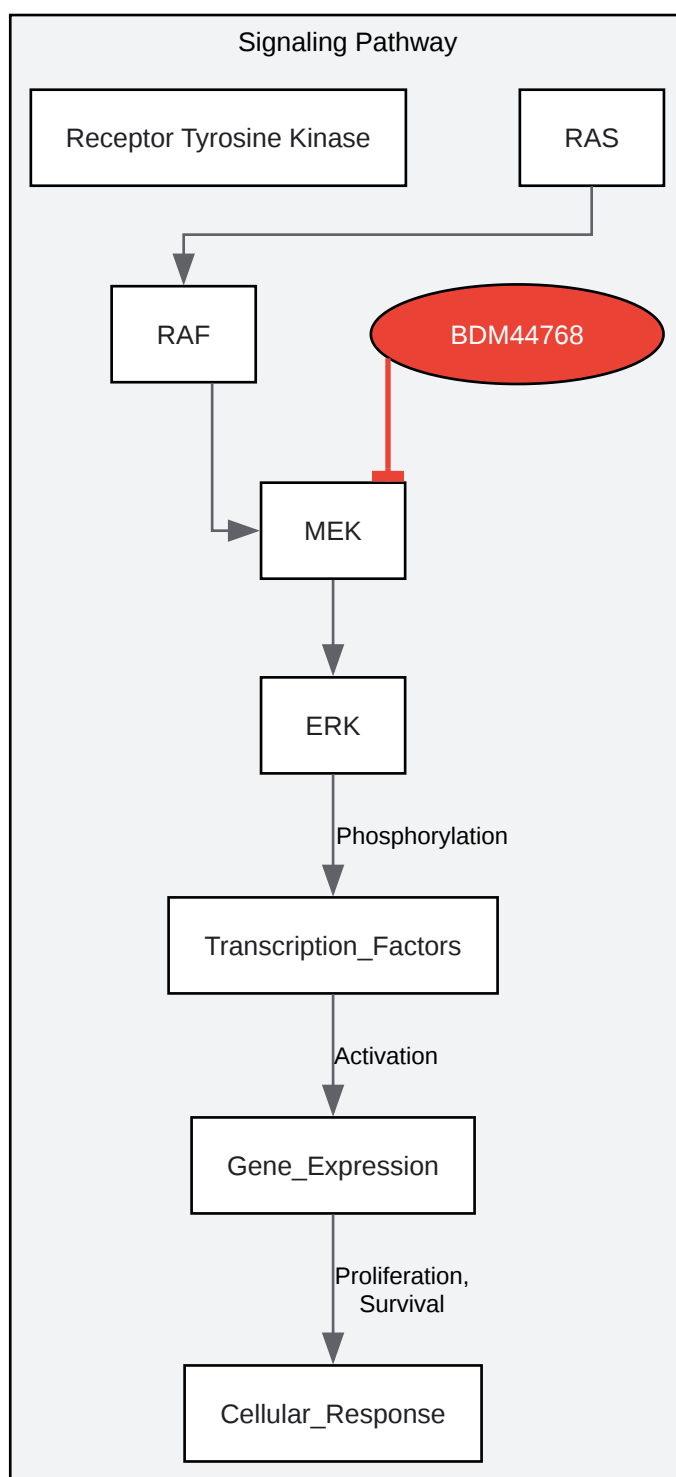 Signaling Pathway
Receptor Tyrosine Kinase
RAS
RAF
BDM44768
MEK
ERK
Phosphorylation
Transcription_Factors
Activation
Gene_Expression
Proliferation,
Survival
Cellular_Response